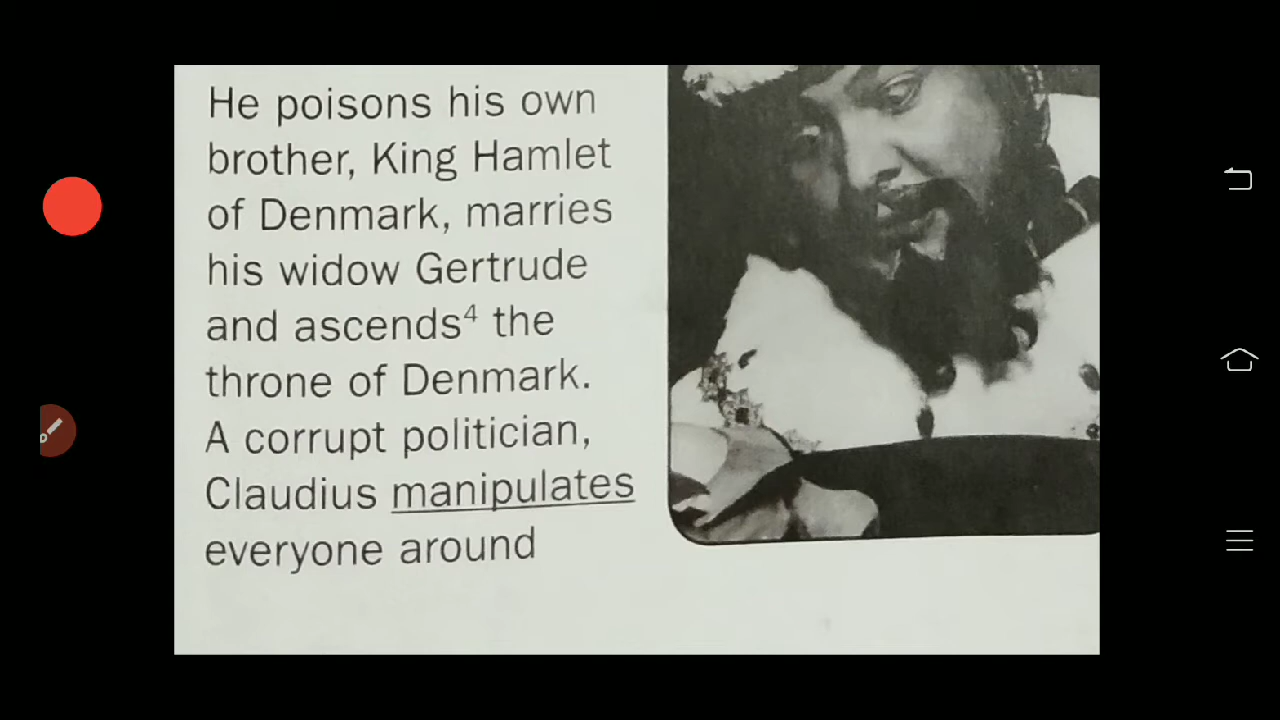 He poisons his own
brother, King Hamlet
of Denmark, marries
his widow Gertrude
and ascends⁴ the
throne of Denmark.
A corrupt politician,
Claudius manipulates
everyone around